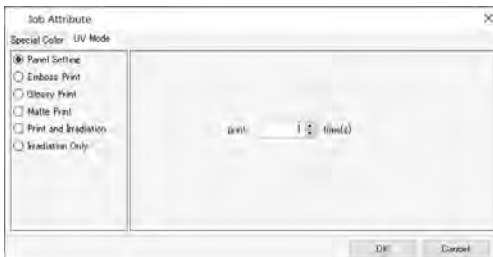 Job Attribute
Special Color UV Mode
Panel Setting
Emboss Print
Glossy Print
Matte Print
Print and Irradiation
Irradiation Only
print: 1 time(s)
OK Cancel